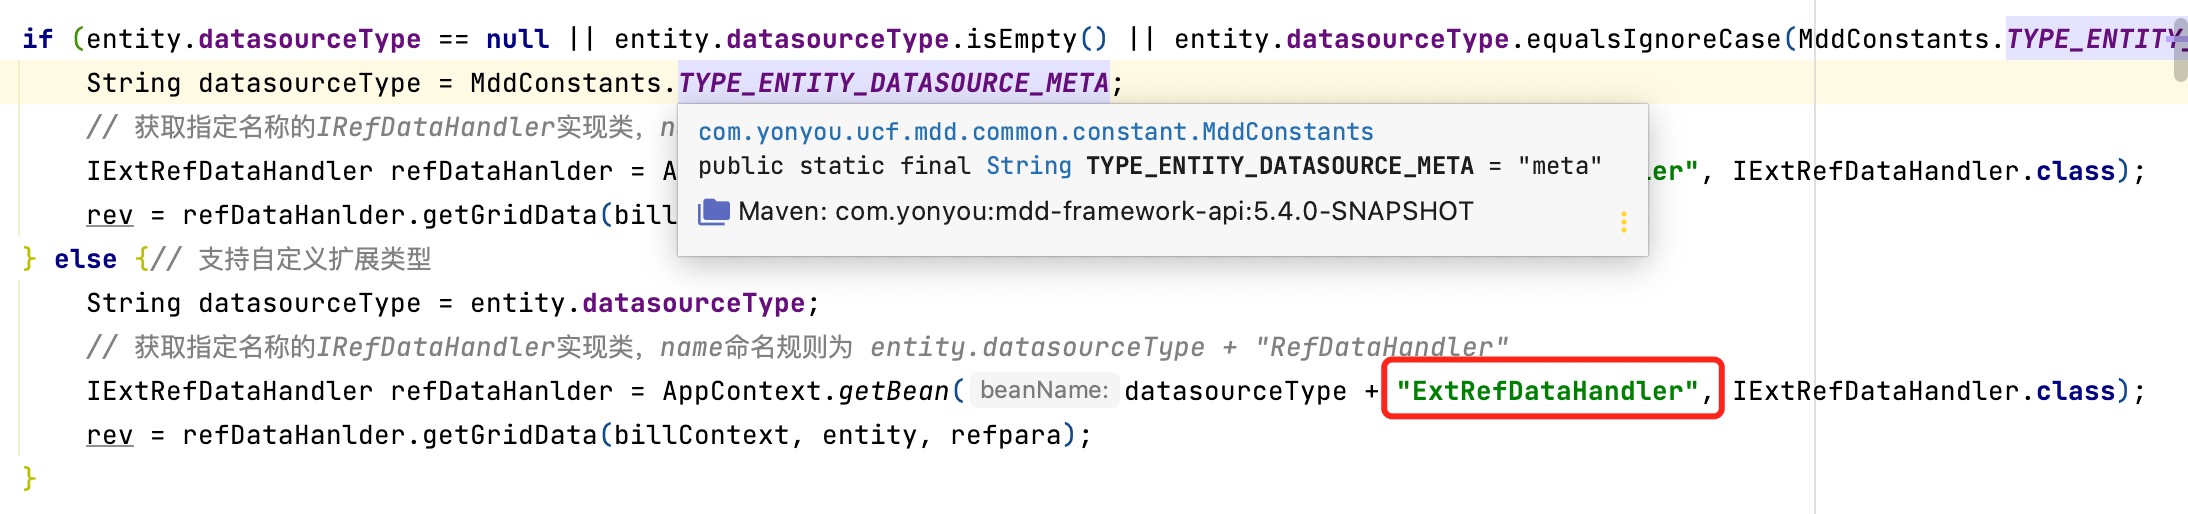 if (entity.datasourceType == null || entity.datasourceType.isEmpty() || entity.datasourceType.equalsIgnoreCase(MddConstants.TYPE_ENTITY_
String datasourceType = MddConstants.TYPE_ENTITY_DATASOURCE_META;
// 获取指定名称的IRefDataHandler实现类，n
com.yonyou.ucf.mdd.common.constant.MddConstants
public static final String TYPE_ENTITY_DATASOURCE_META = "meta"
Maven: com.yonyou:mdd-framework-api:5.4.0-SNAPSHOT
IExtRefDataHandler refDataHanlder = A
ler", IExtRefDataHandler.class);
rev = refDataHanlder.getGridData(bill
} else {// 支持自定义扩展类型
String datasourceType = entity.datasourceType;
// 获取指定名称的IRefDataHandler实现类，name命名规则为 entity.datasourceType + "RefDataHandler"
IExtRefDataHandler refDataHanlder = AppContext.getBean( beanName: datasourceType + "ExtRefDataHandler", IExtRefDataHandler.class);
rev = refDataHanlder.getGridData(billContext, entity, refpara);
}